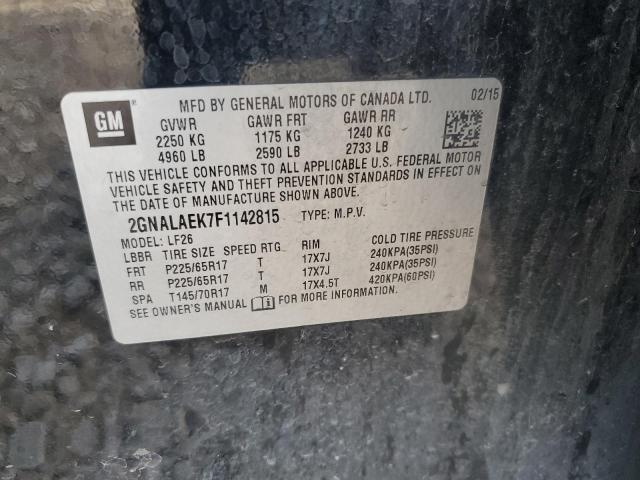 GM
MFD BY GENERAL MOTORS OF CANADA LTD. 02/15
GVWR GAWR FRT GAWR RR
2250 KG 1175 KG 1240 KG
4960 LB 2590 LB 2733 LB
THIS VEHICLE CONFORMS TO ALL APPLICABLE U.S. FEDERAL MOTOR
VEHICLE SAFETY AND THEFT PREVENTION STANDARDS IN EFFECT ON
THE DATE OF MANUFACTURE SHOWN ABOVE.
2GNALAEK7F1142815 TYPE: M.P.V.
MODEL: LF26
LBBR TIRE SIZE SPEED RTG RIM COLD TIRE PRESSURE
FRT P225/65R17 T 17X7J 240KPA(35PSI)
RR P225/65R17 T 17X7J 240KPA(35PSI)
SPA T145/70R17 M 17X4.5T 420KPA(60PSI)
SEE OWNER'S MANUAL FOR MORE INFORMATION